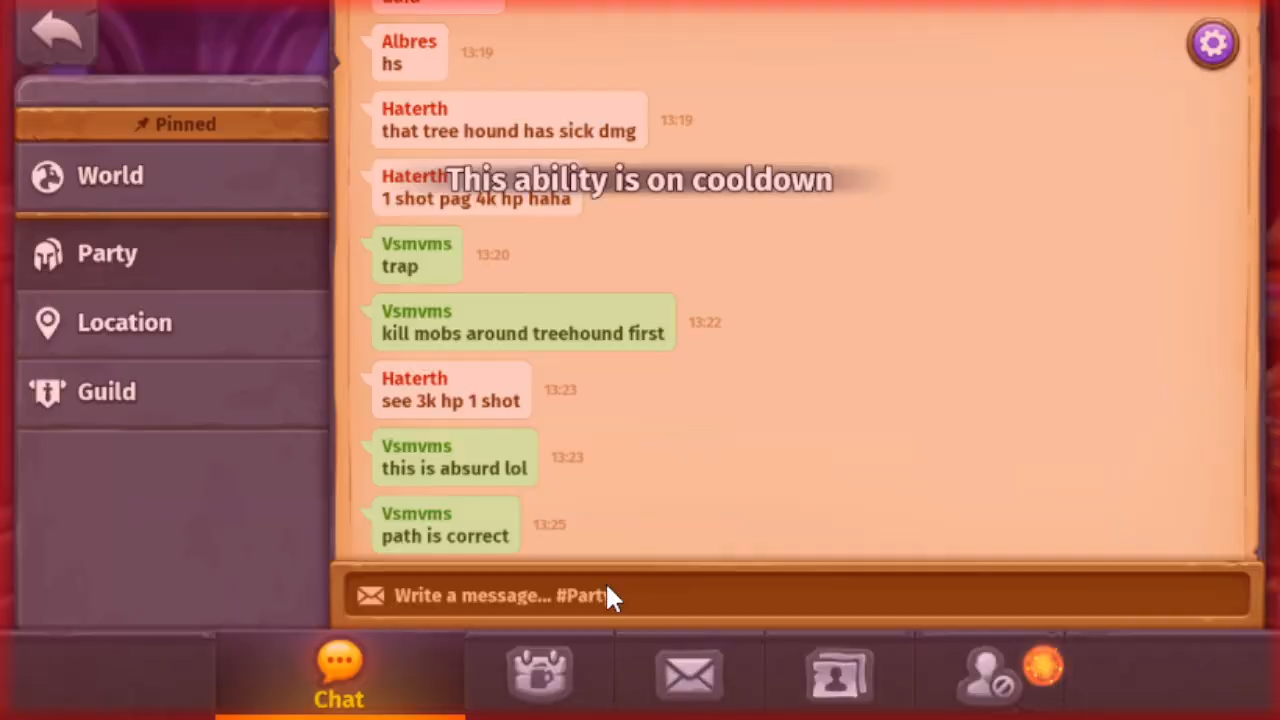 Pinned
World
Party
Location
Guild
Albres
hs
13:19
Haterth
that tree hound has sick dmg
13:19
Haterth
1 shot pag 4k hp haha
This ability is on cooldown
Vsmvms
trap
13:20
Vsmvms
kill mobs around treehound first
13:22
Haterth
see 3k hp 1 shot
13:23
Vsmvms
this is absurd lol
13:23
Vsmvms
path is correct
13:25
Write a message... #Party
Chat